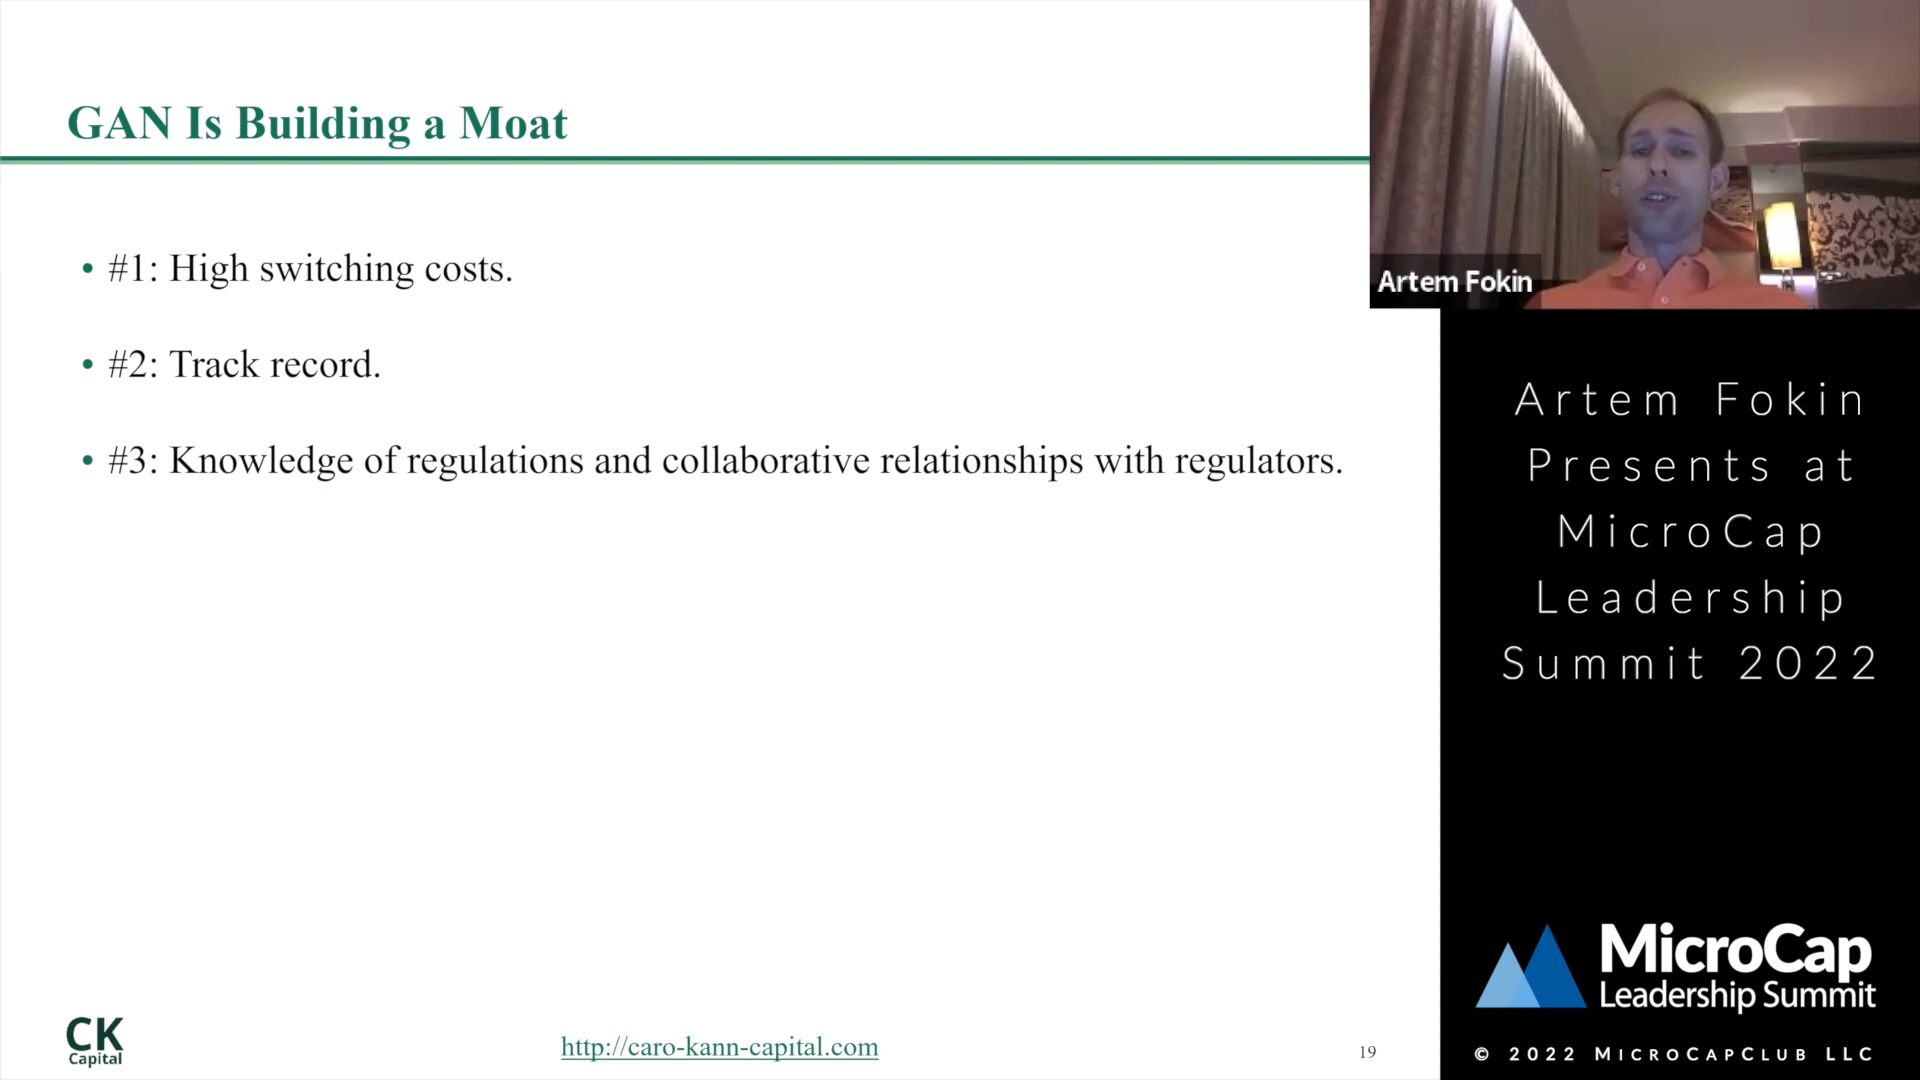 GAN Is Building a Moat
• #1: High switching costs.
• #2: Track record.
• #3: Knowledge of regulations and collaborative relationships with regulators.
CK
Capital
http://caro-kann-capital.com
19
Artem Fokin
Artem Fokin
Presents at
MicroCap
Leadership
Summit 2022
MicroCap
Leadership Summit
© 2022 MICROCAPCLUB LLC